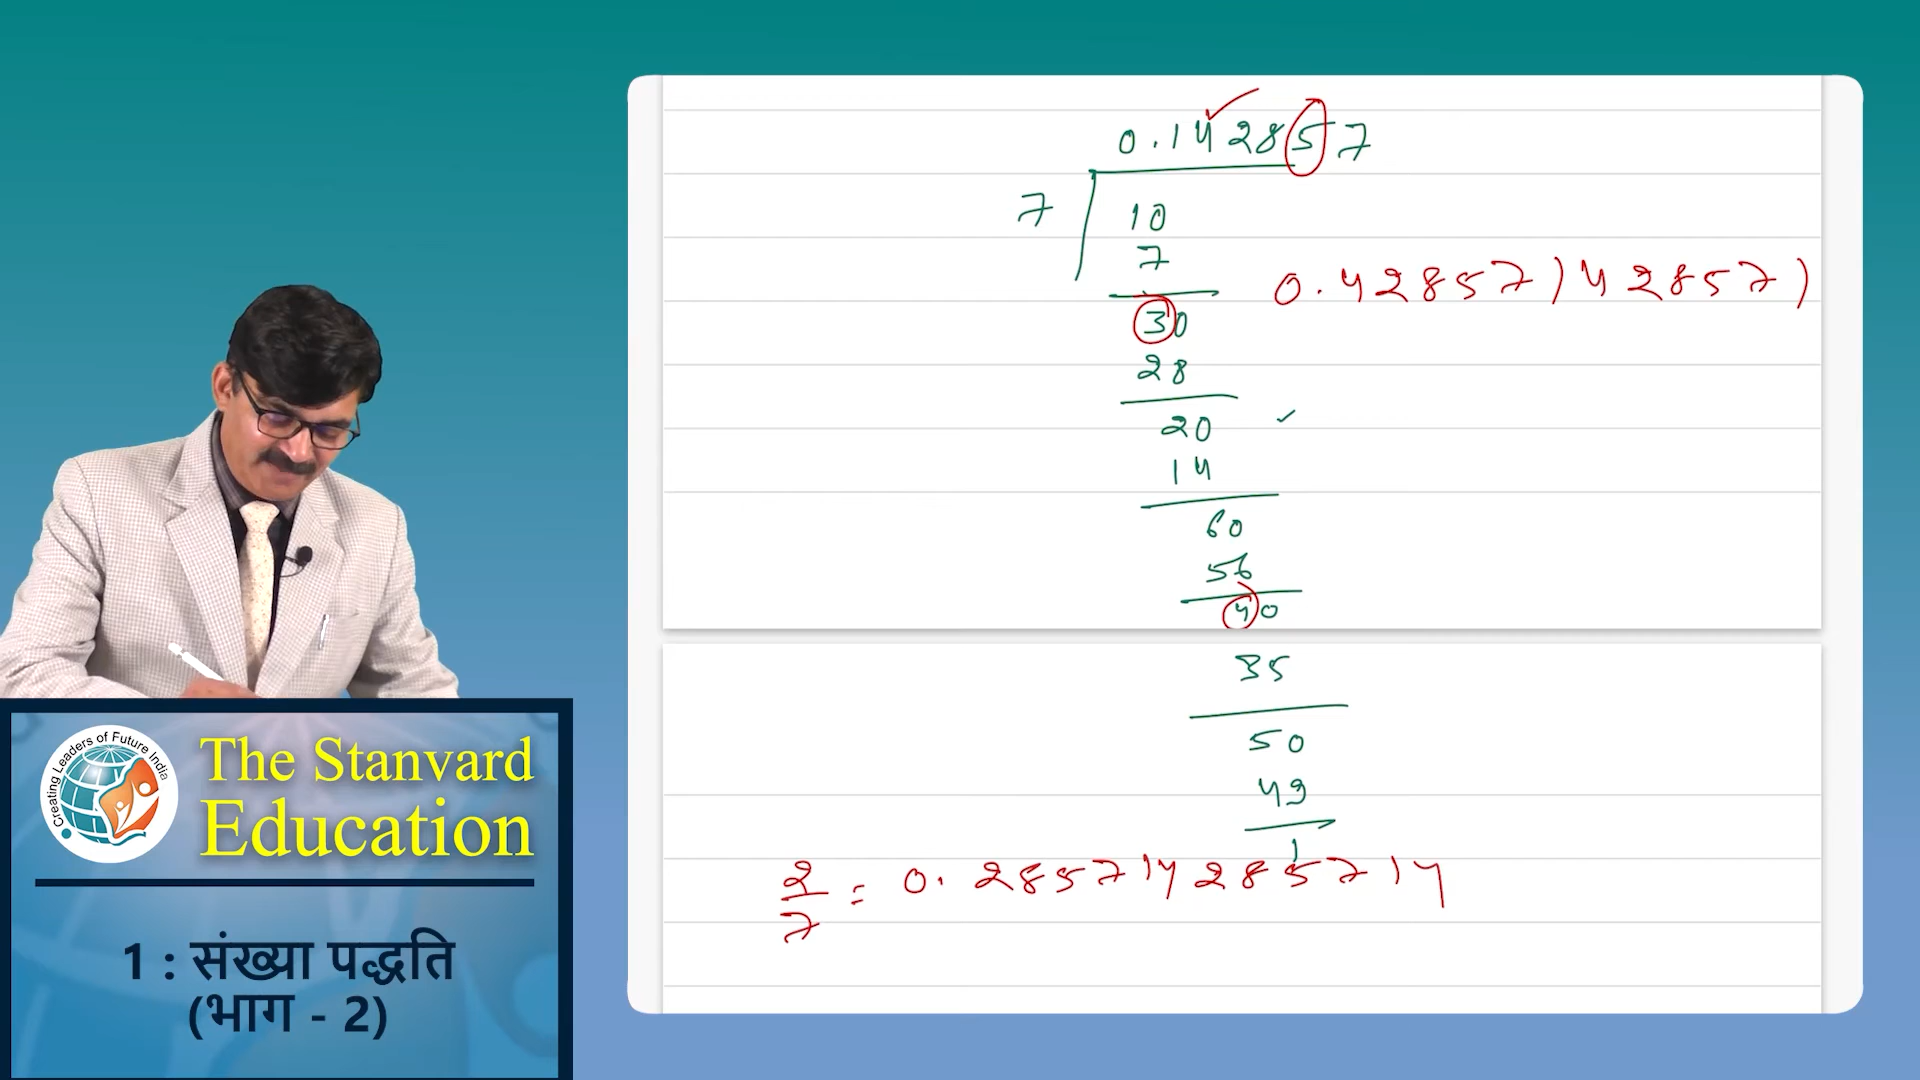 0.142857
7
10
7
30
28
20
14
60
56
40
35
50
49
1
0.428571428571
2/7 = 0.285714285714
Creating Leaders of Future India
The Stanvard
Education
1 : संख्या पद्धति
(भाग - 2)